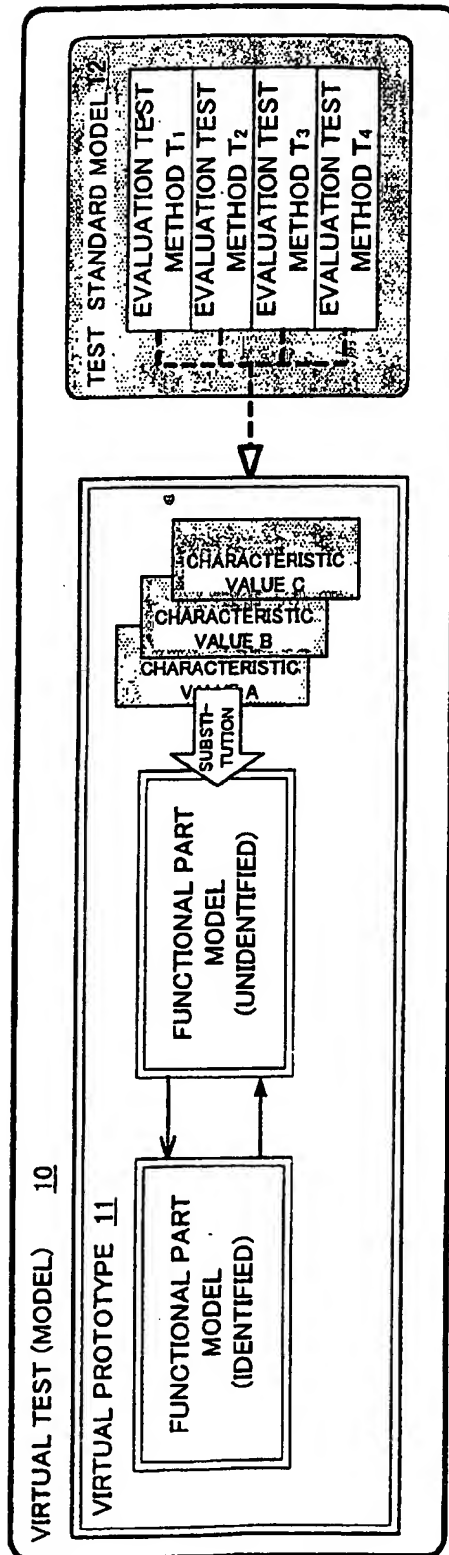 VIRTUAL TEST (MODEL) 10
VIRTUAL PROTOTYPE 11
FUNCTIONAL PART
MODEL
(IDENTIFIED)
FUNCTIONAL PART
MODEL
(UNIDENTIFIED)
SUBSTI-
TUTION
CHARACTERISTIC
VALUE A
CHARACTERISTIC
VALUE B
CHARACTERISTIC
VALUE C
TEST STANDARD MODEL 12
EVALUATION TEST
METHOD T1
EVALUATION TEST
METHOD T2
EVALUATION TEST
METHOD T3
EVALUATION TEST
METHOD T4